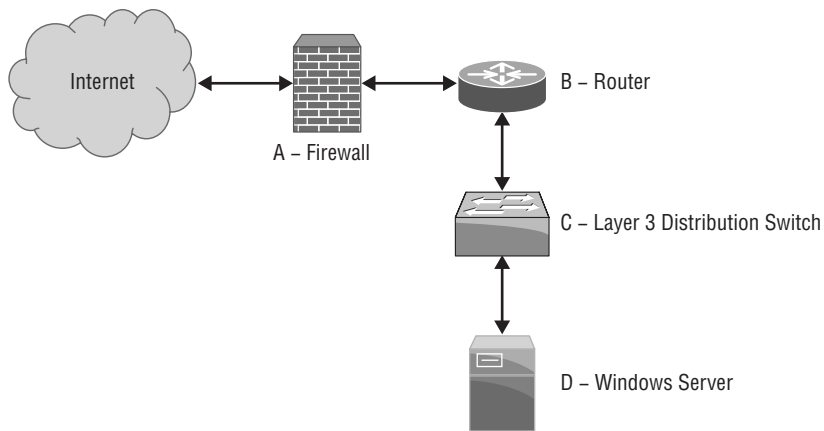 Internet
A – Firewall
B – Router
C – Layer 3 Distribution Switch
D – Windows Server